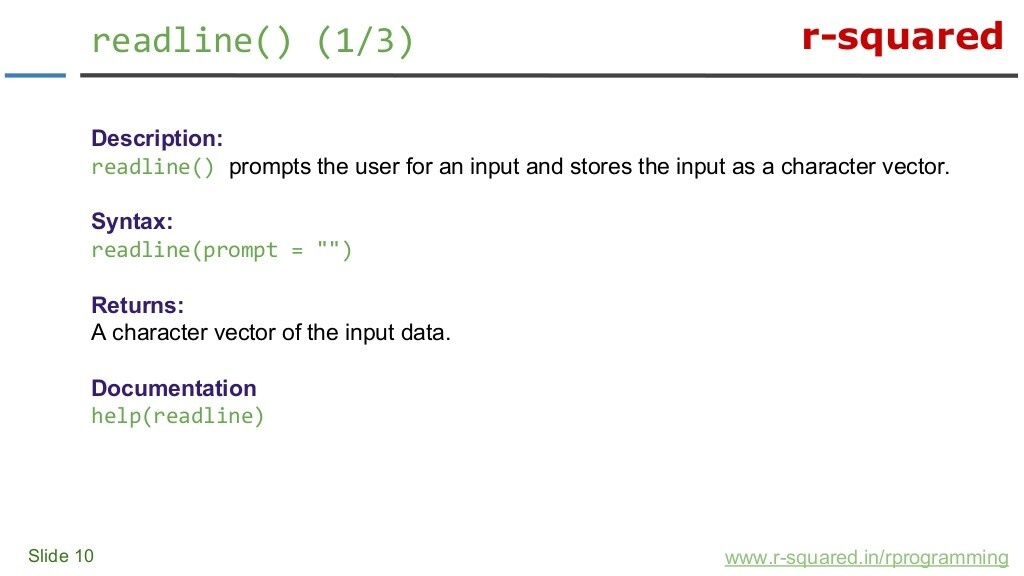 readline() (1/3)
r-squared
Description:
readline() prompts the user for an input and stores the input as a character vector.
Syntax:
readline(prompt = "")
Returns:
A character vector of the input data.
Documentation
help(readline)
Slide 10
www.r-squared.in/rprogramming